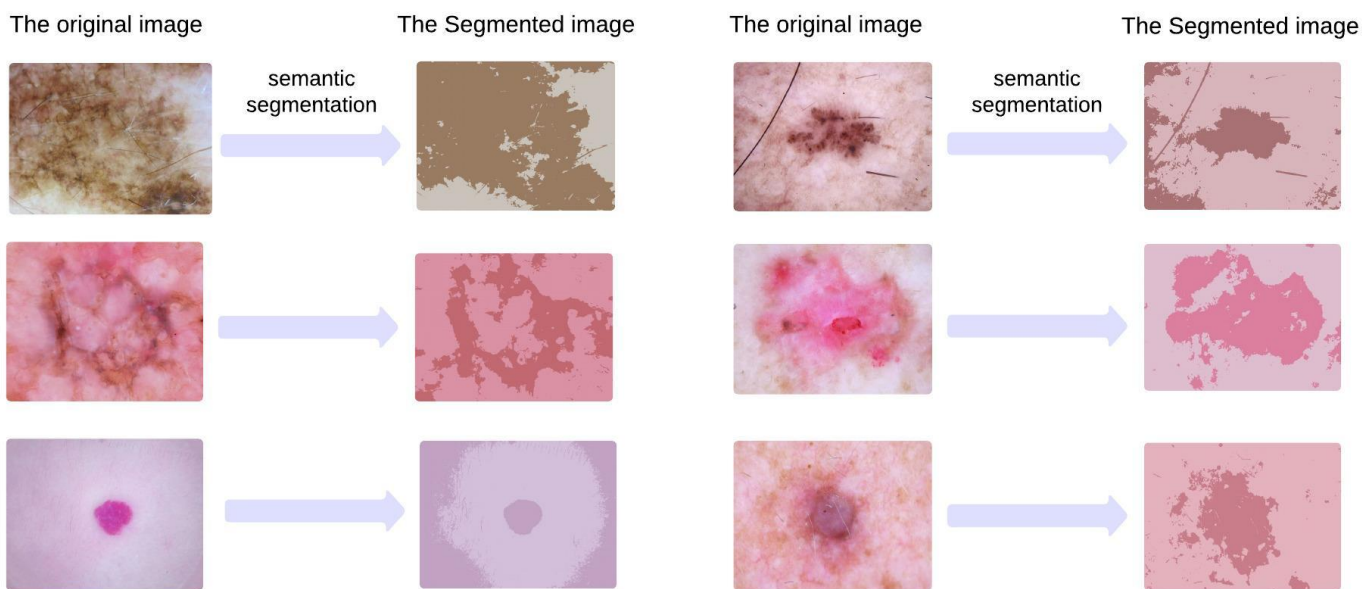 The original image
The Segmented image
The original image
The Segmented image
semantic
segmentation
semantic
segmentation